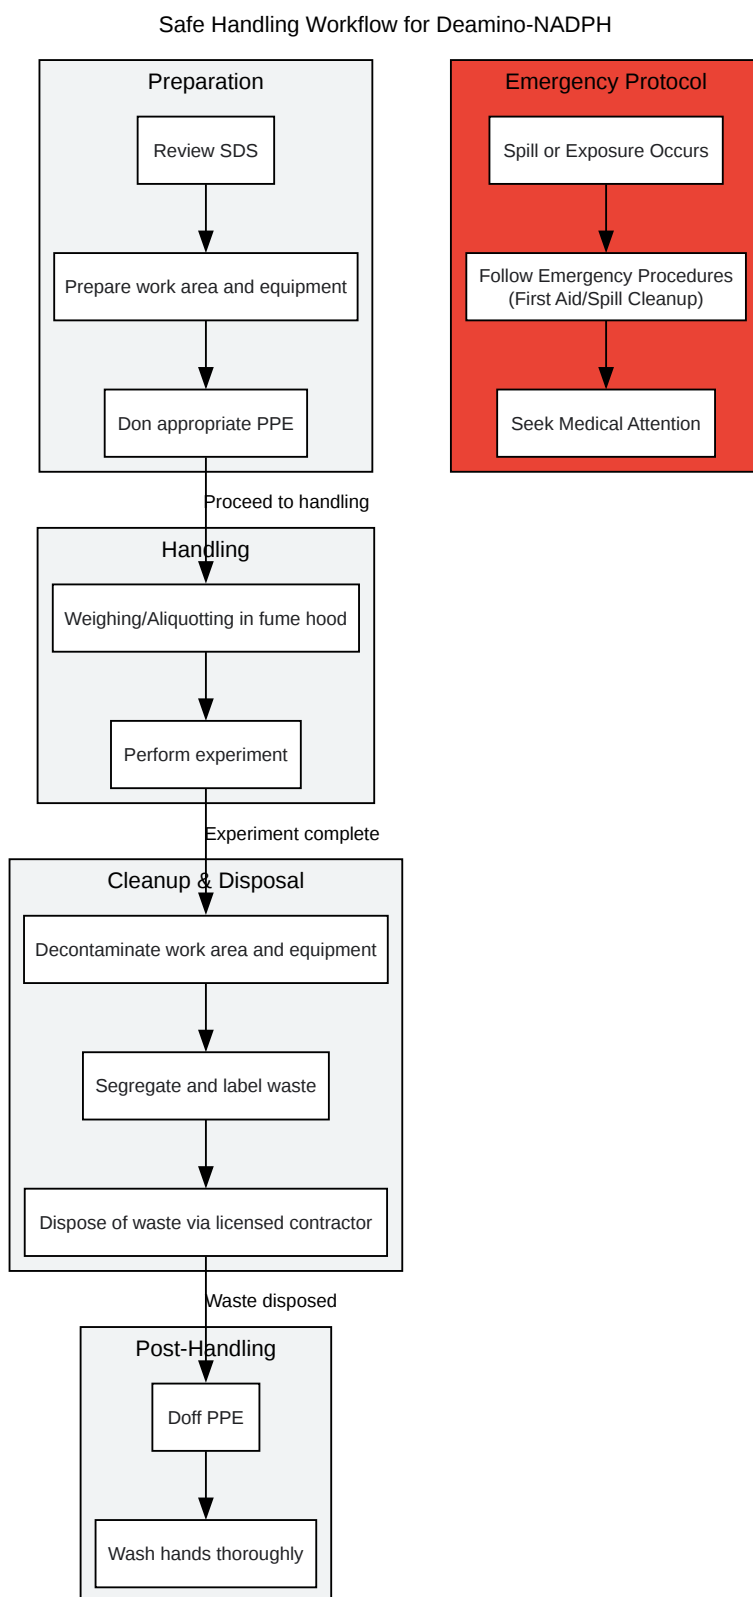 Safe Handling Workflow for Deamino-NADPH
Preparation
Review SDS
Prepare work area and equipment
Don appropriate PPE
Proceed to handling
Handling
Weighing/Aliquotting in fume hood
Perform experiment
Experiment complete
Cleanup & Disposal
Decontaminate work area and equipment
Segregate and label waste
Dispose of waste via licensed contractor
Waste disposed
Post-Handling
Doff PPE
Wash hands thoroughly
Emergency Protocol
Spill or Exposure Occurs
Follow Emergency Procedures
(First Aid/Spill Cleanup)
Seek Medical Attention